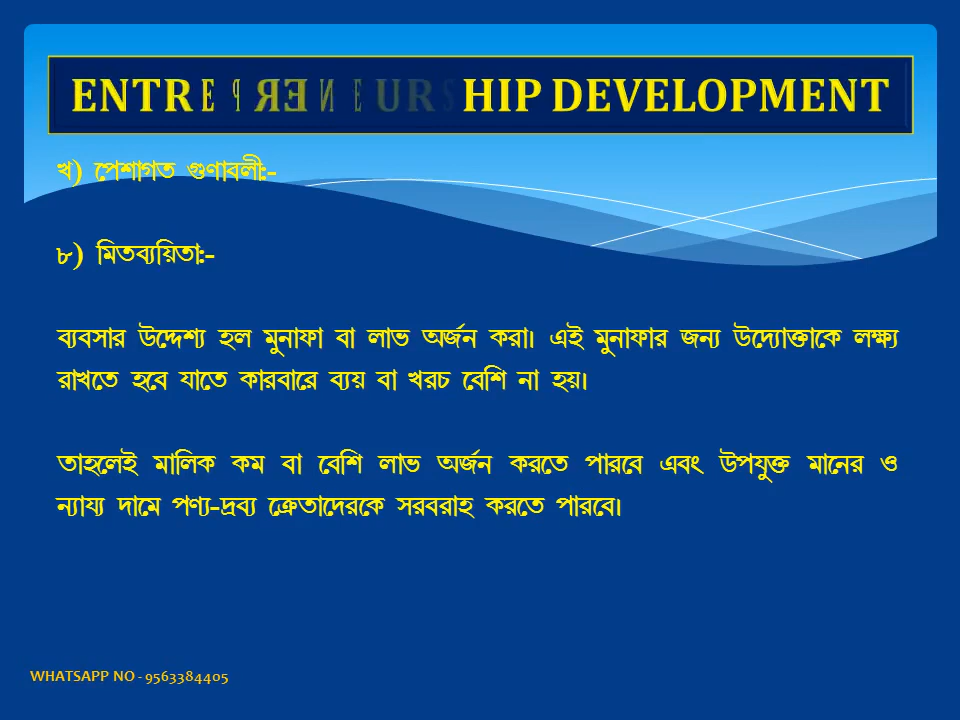 ENTREPRENEURSHIP DEVELOPMENT
খ) পেশাগত গুণাবলী:-
৮) মিতব্যয়িতা:-
ব্যবসার উদ্দেশ্য হল মুনাফা বা লাভ অর্জন করা। এই মুনাফার জন্য উদ্যোক্তাকে লক্ষ্য
রাখতে হবে যাতে কারবারে ব্যয় বা খরচ বেশি না হয়।
তাহলেই মালিক কম বা বেশি লাভ অর্জন করতে পারবে এবং উপযুক্ত মানের ও
ন্যায্য দামে পণ্য-দ্রব্য ক্রেতাদেরকে সরবরাহ করতে পারবে।
WHATSAPP NO - 9563384405